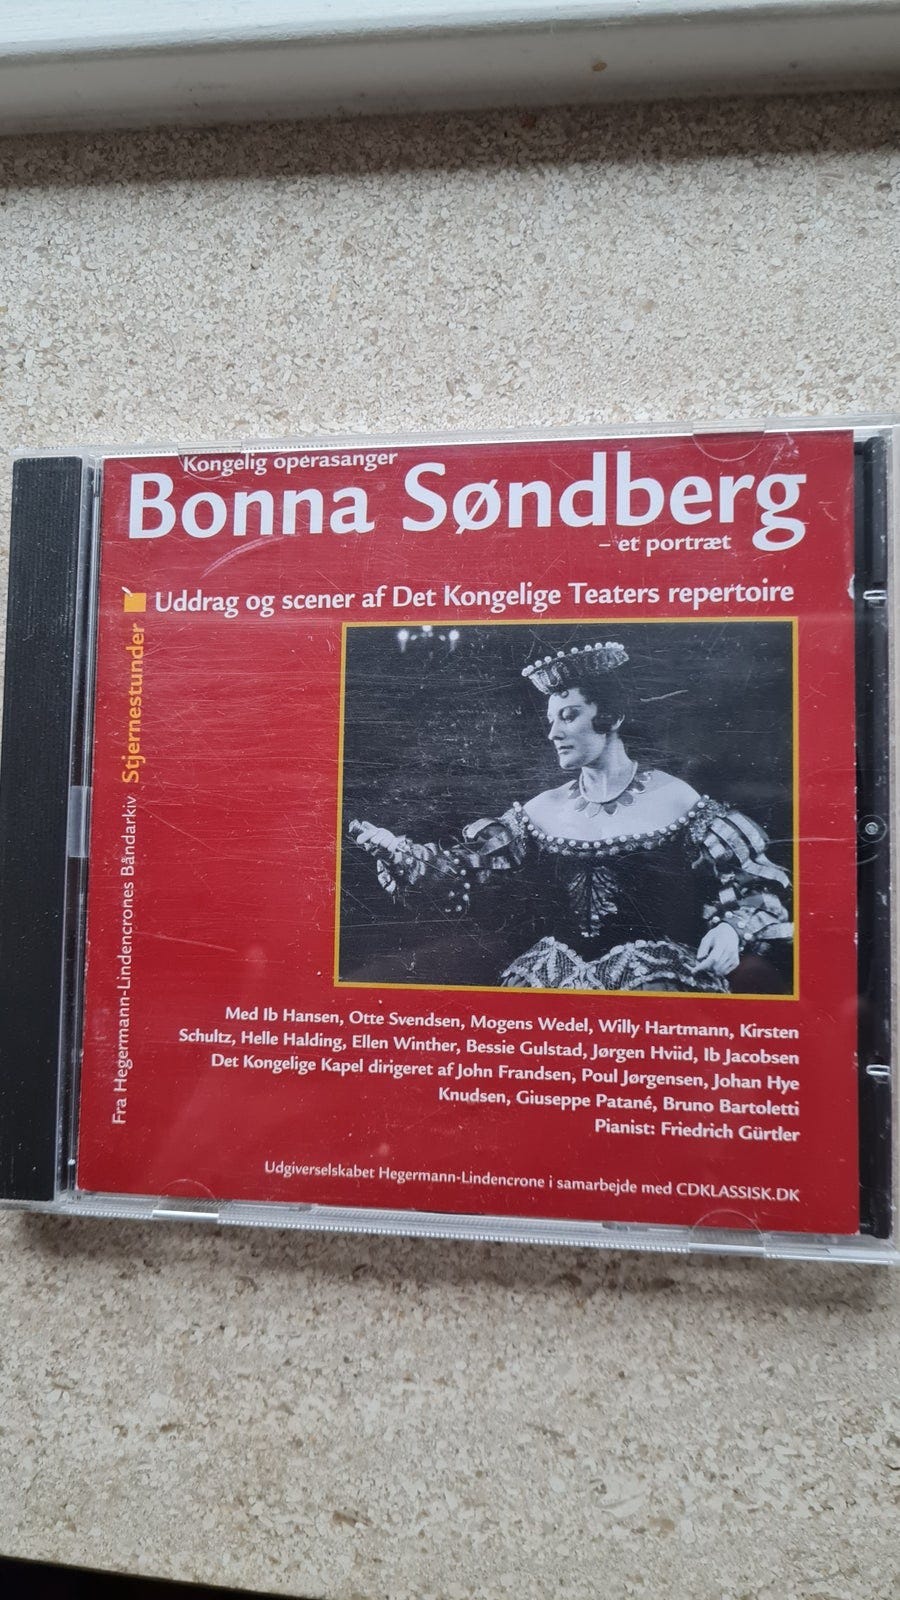 Kongelig operasanger
Bonna Søndberg
– et portræt
Uddrag og scener af Det Kongelige Teaters repertoire
Fra Hegermann-Lindencrones Båndarkiv Stjernestunder
Med Ib Hansen, Otte Svendsen, Mogens Wedel, Willy Hartmann, Kirsten
Schultz, Helle Halding, Ellen Winther, Bessie Gulstad, Jørgen Hviid, Ib Jacobsen
Det Kongelige Kapel dirigeret af John Frandsen, Poul Jørgensen, Johan Hye
Knudsen, Giuseppe Patané, Bruno Bartoletti
Pianist: Friedrich Gürtler
Udgiverselskabet Hegermann-Lindencrone i samarbejde med CDKLASSISK.DK